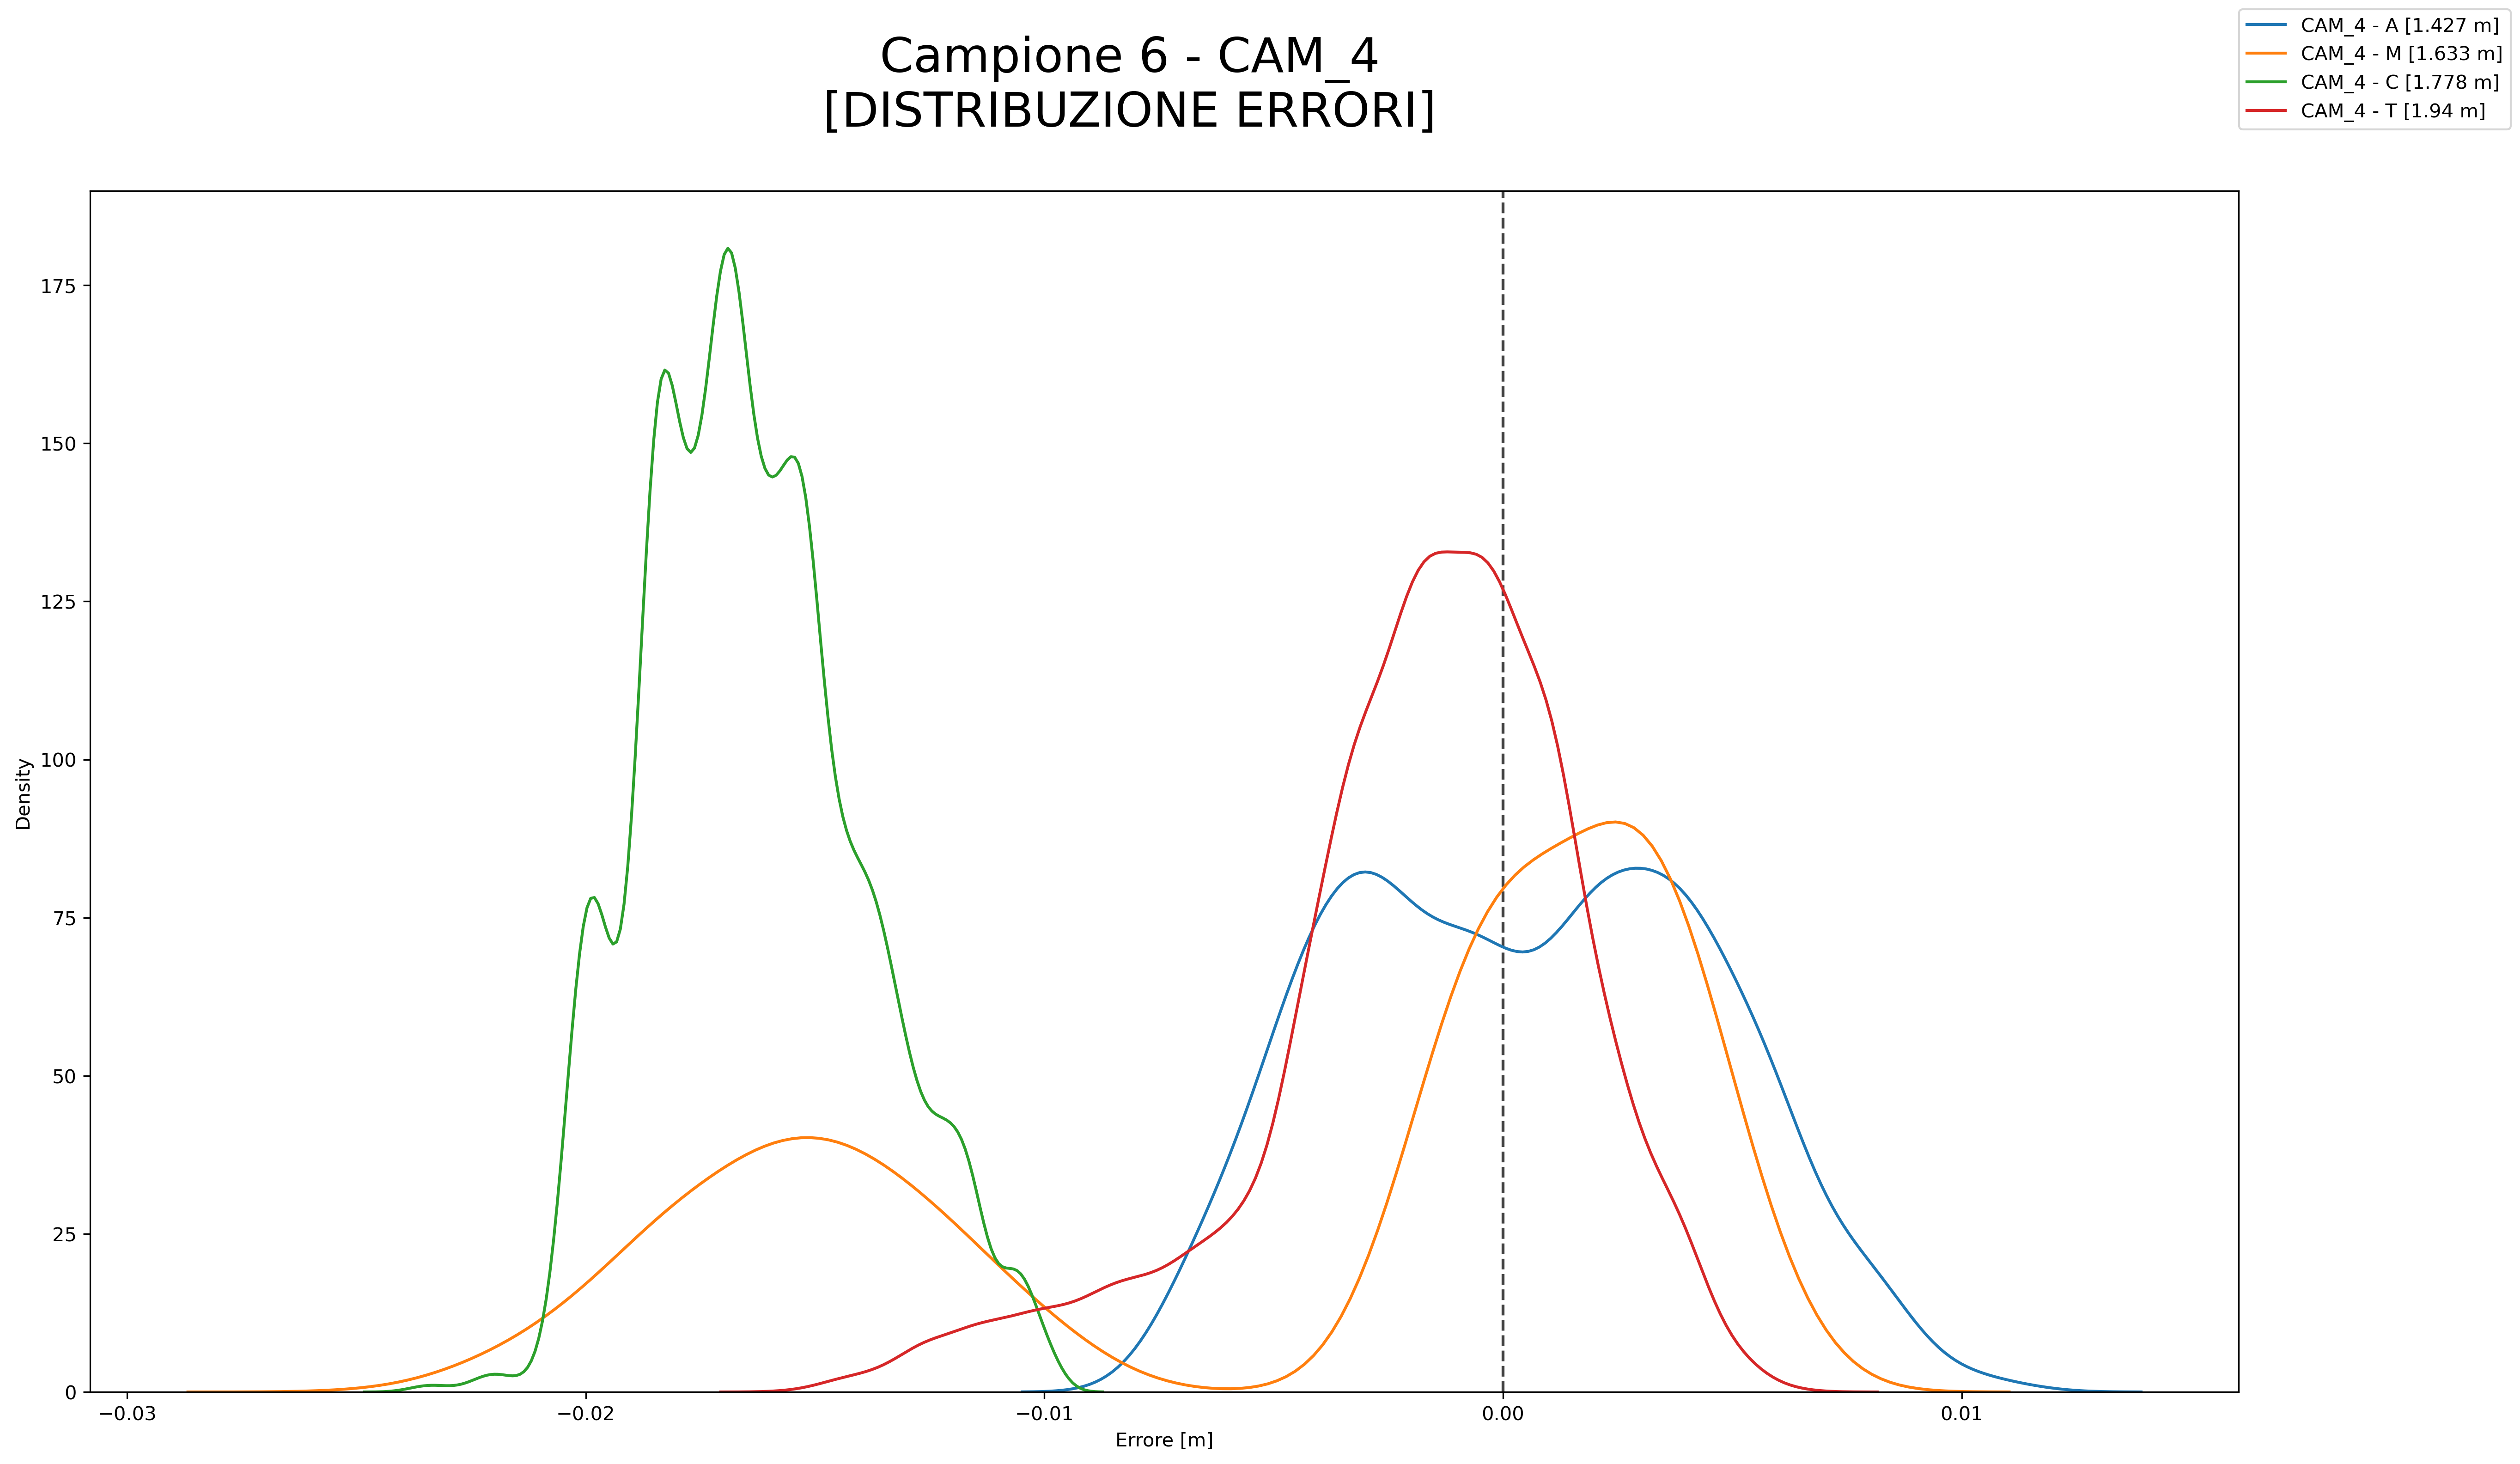 Campione 6 - CAM_4
[DISTRIBUZIONE ERRORI]
CAM_4 - A [1.427 m]
CAM_4 - M [1.633 m]
CAM_4 - C [1.778 m]
CAM_4 - T [1.94 m]
Density
175
150
125
100
75
50
25
0
−0.03
−0.02
−0.01
0.00
0.01
Errore [m]